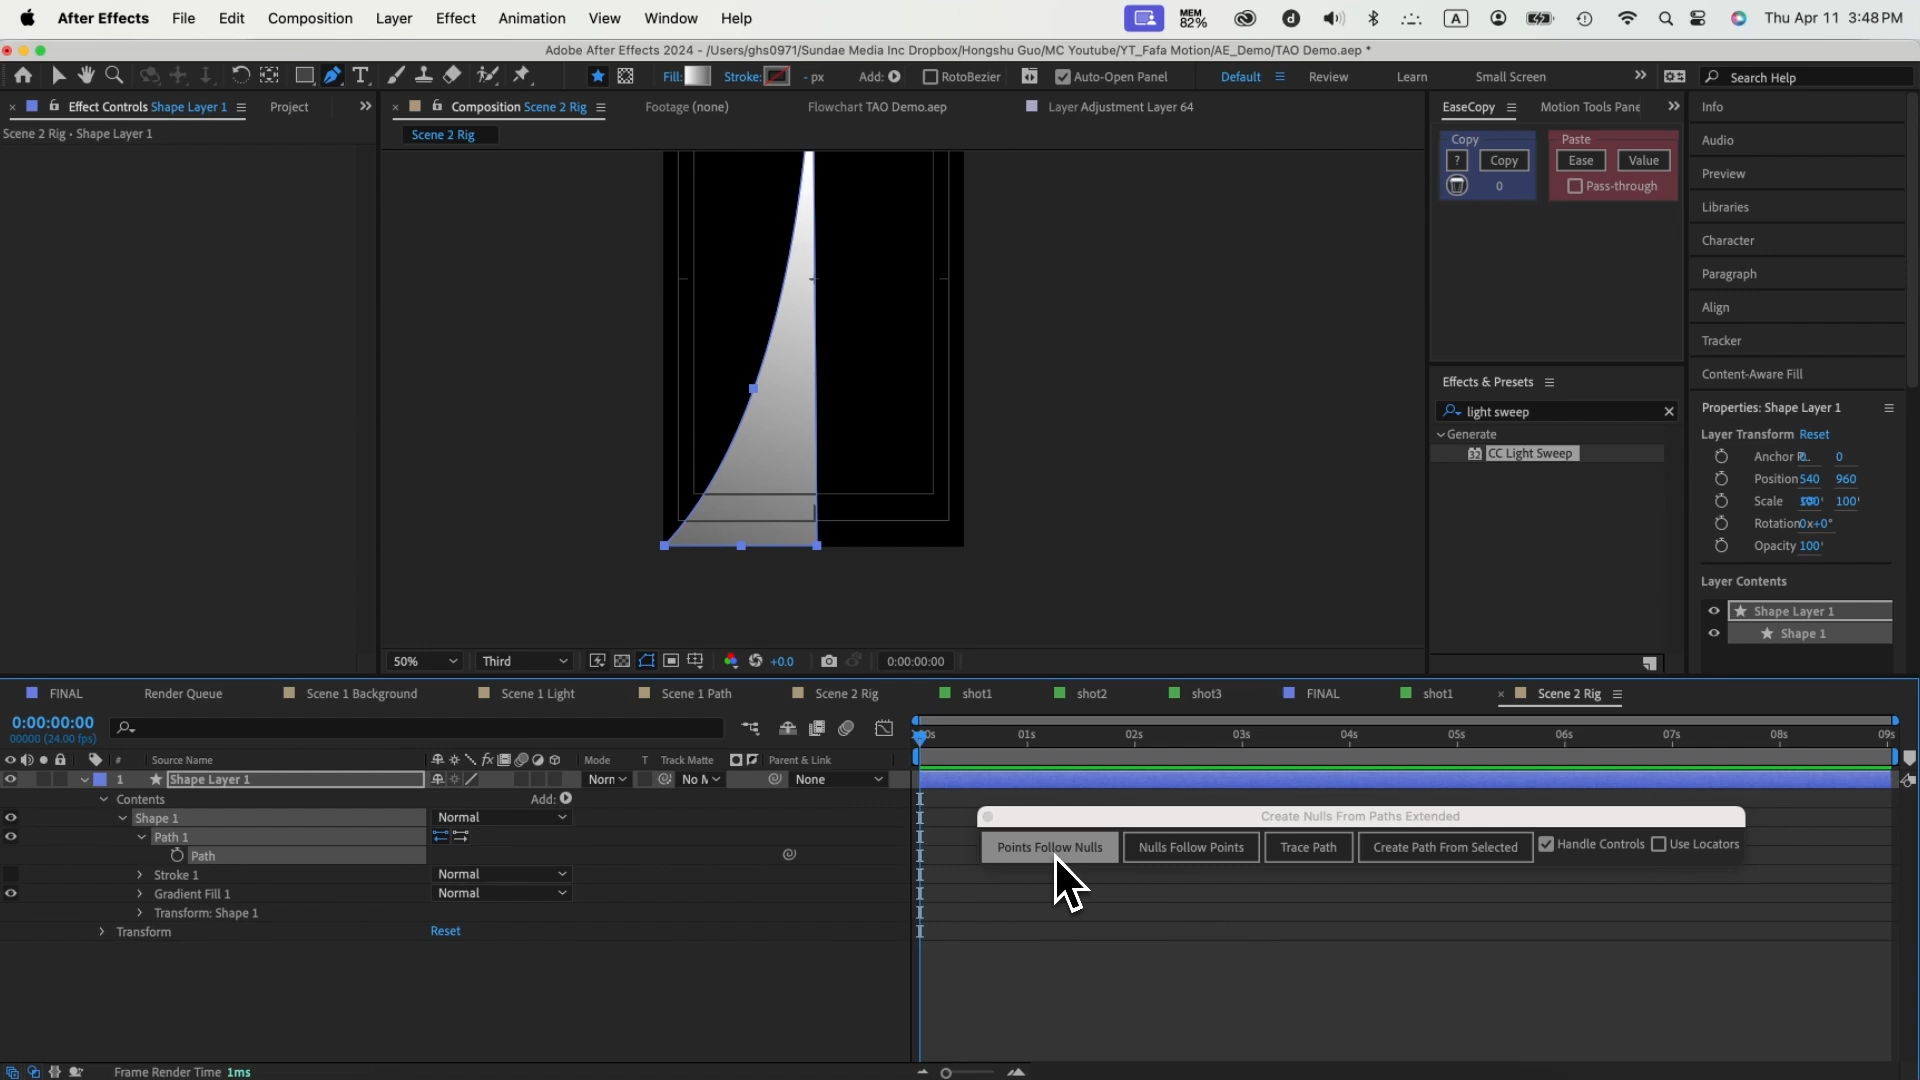 After Effects File Edit Composition Layer Effect Animation View Window Help MEM 82% A Thu Apr 11 3:48 PM
Adobe After Effects 2024 - /Users/ghs0971/Sundae Media Inc Dropbox/Hongshu Guo/MC Youtube/YT_Fafa Motion/AE_Demo/TAO Demo.aep *
Fill: Stroke: - px Add: RotoBezier Auto-Open Panel Default Review Learn Small Screen Search Help
Effect Controls Shape Layer 1 Project Composition Scene 2 Rig Footage (none) Flowchart TAO Demo.aep Layer Adjustment Layer 64 EaseCopy Motion Tools Pane Info
Scene 2 Rig • Shape Layer 1 Scene 2 Rig
Copy Paste
? Copy Ease Value
0 Pass-through
Audio
Preview
Libraries
Character
Paragraph
Align
Tracker
Content-Aware Fill
Effects & Presets
light sweep
Generate
32 CC Light Sweep
Properties: Shape Layer 1
Layer Transform Reset
Anchor P.. 0
Position 540 960
Scale 100'
Rotation 0x+0°
Opacity 100'
Layer Contents
Shape Layer 1
Shape 1
50% Third +0.0 0:00:00:00
FINAL Render Queue Scene 1 Background Scene 1 Light Scene 1 Path Scene 2 Rig shot1 shot2 shot3 FINAL shot1 Scene 2 Rig
0:00:00:00
00000 (24.00 fps)
01s 02s 03s 04s 05s 06s 07s 08s 09s
# Source Name fx Mode T Track Matte Parent & Link
1 Shape Layer 1 Norn No M None
Contents Add:
Shape 1 Normal
Path 1
Path
Stroke 1 Normal
Gradient Fill 1 Normal
Transform: Shape 1
Transform Reset
Create Nulls From Paths Extended
Points Follow Nulls Nulls Follow Points Trace Path Create Path From Selected Handle Controls Use Locators
Frame Render Time 1ms